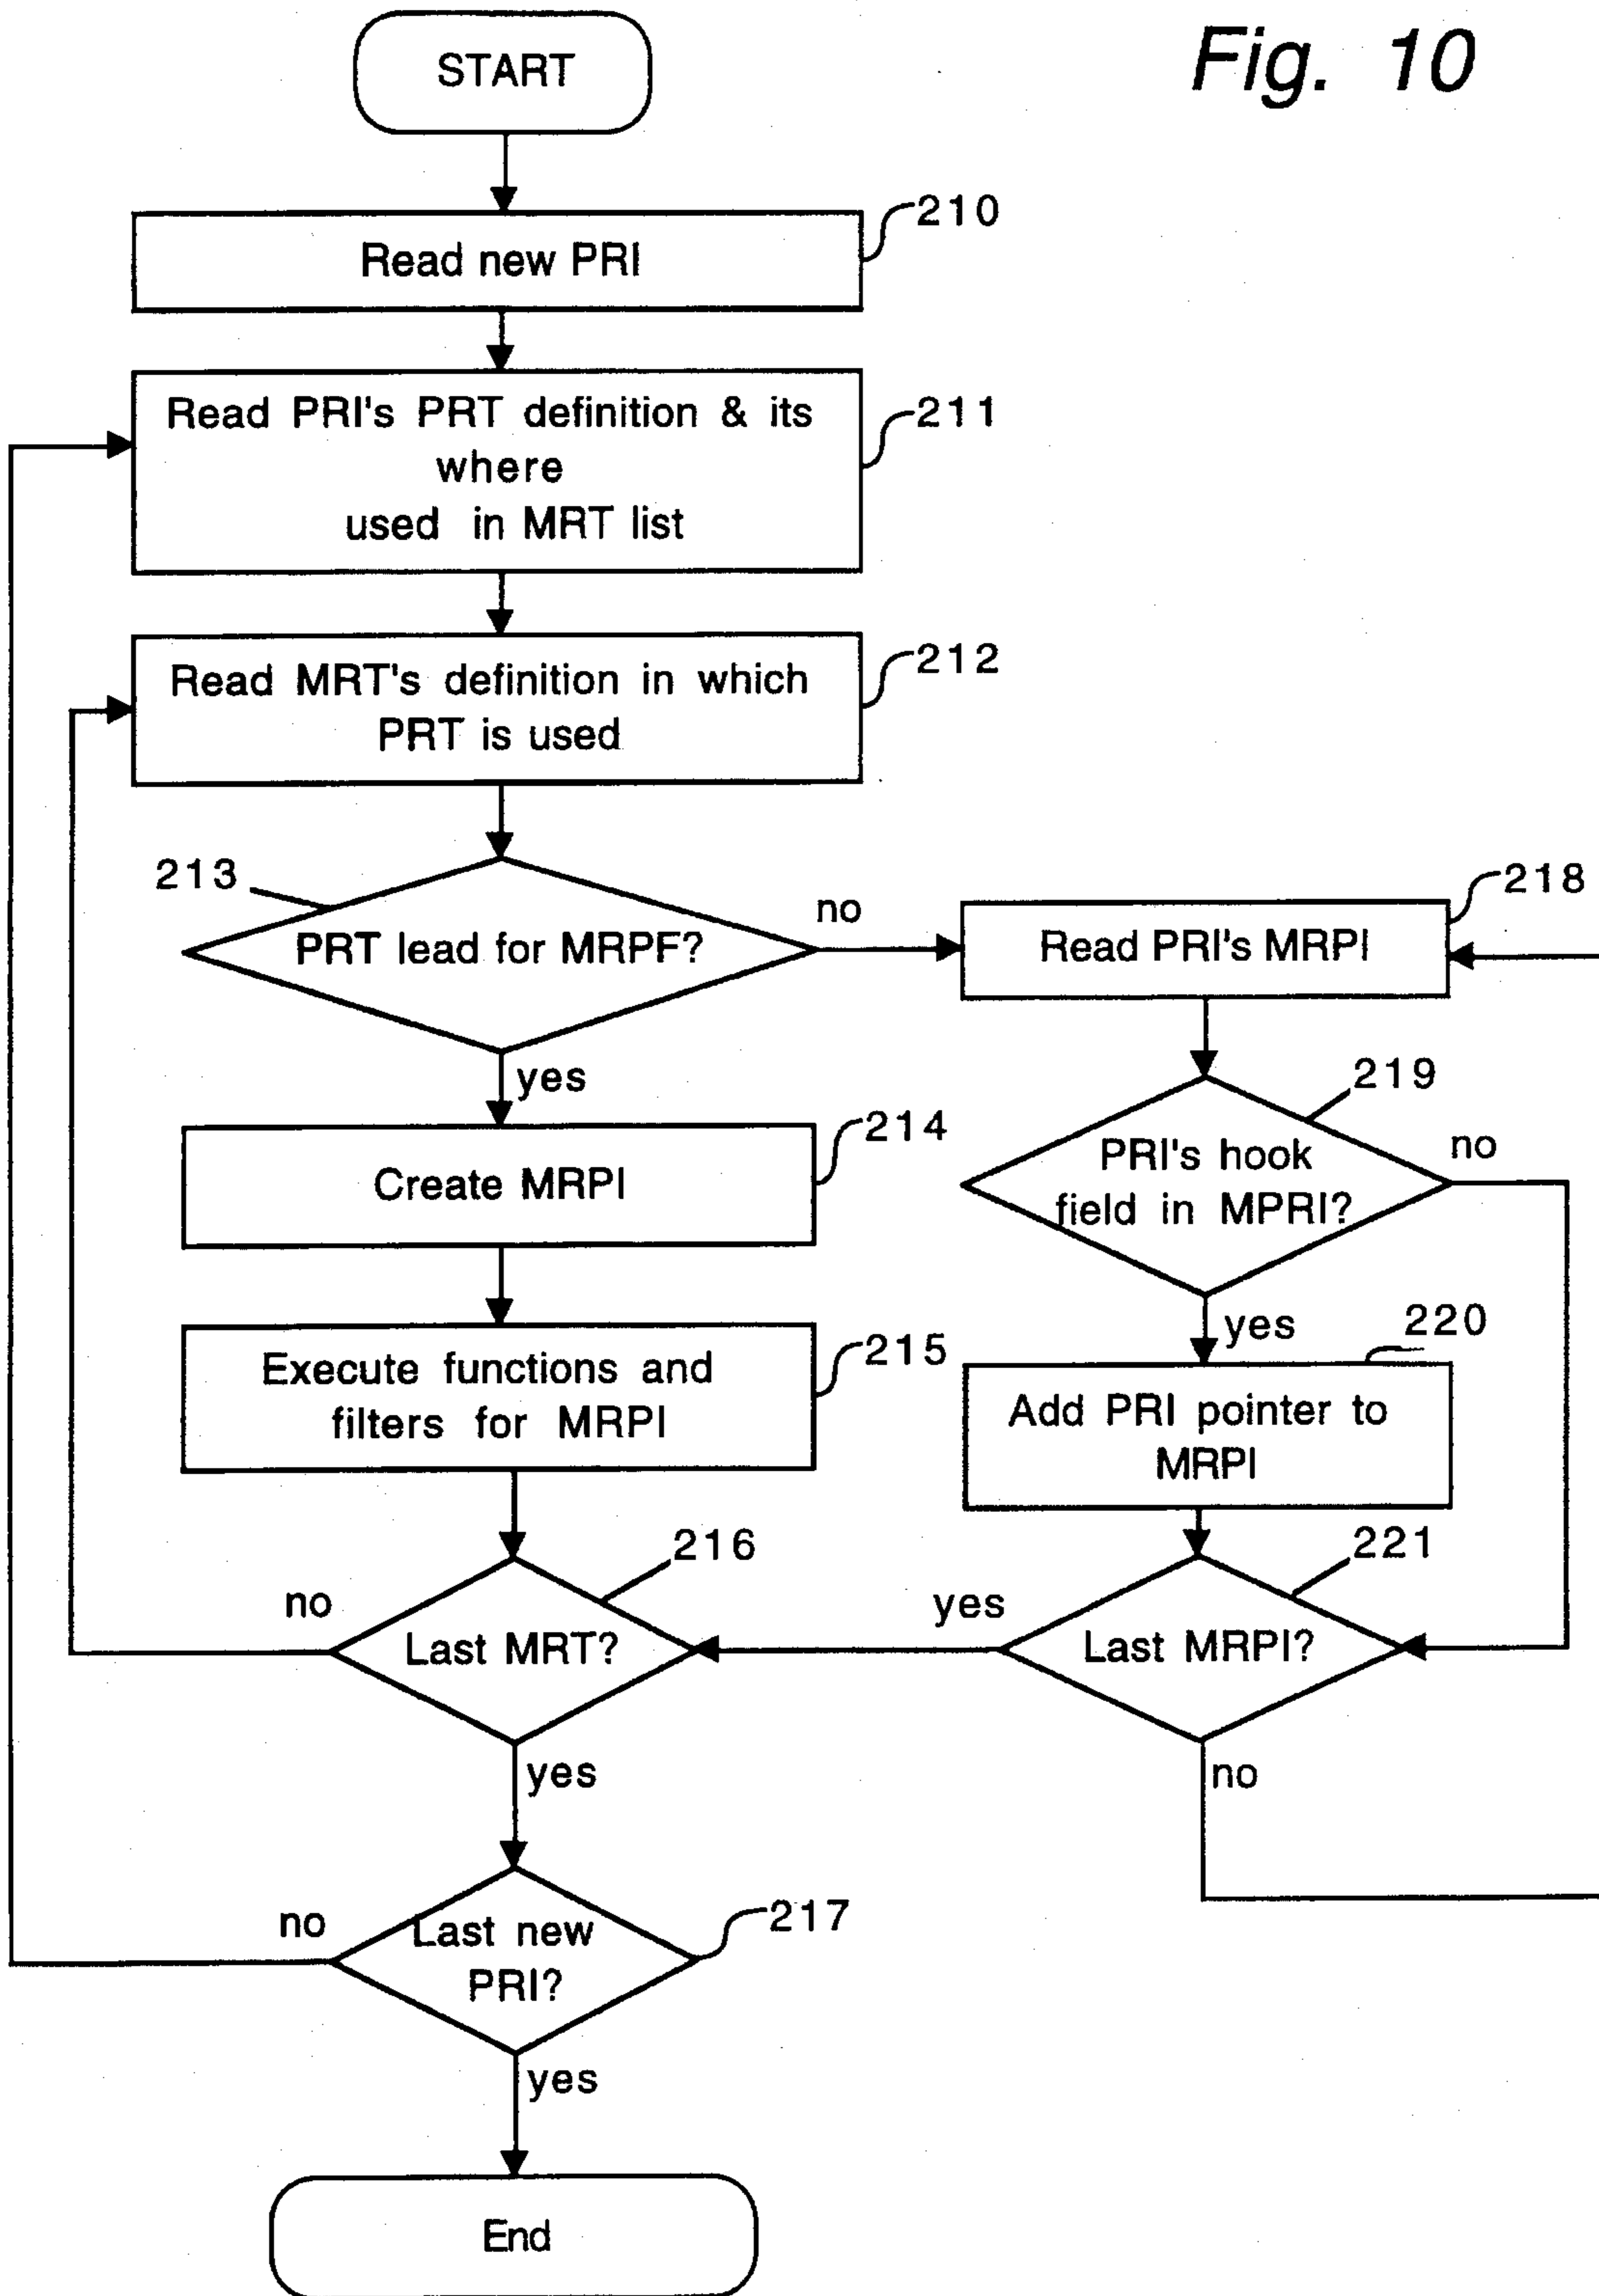 Fig. 10
START
210
Read new PRI
211
Read PRI's PRT definition & its
where
used in MRT list
212
Read MRT's definition in which
PRT is used
213
PRT lead for MRPF?
no
yes
218
Read PRI's MRPI
219
PRI's hook
field in MPRI?
no
yes
214
Create MRPI
220
Add PRI pointer to
MRPI
215
Execute functions and
filters for MRPI
216
Last MRT?
no
yes
221
Last MRPI?
yes
no
217
Last new
PRI?
no
yes
End